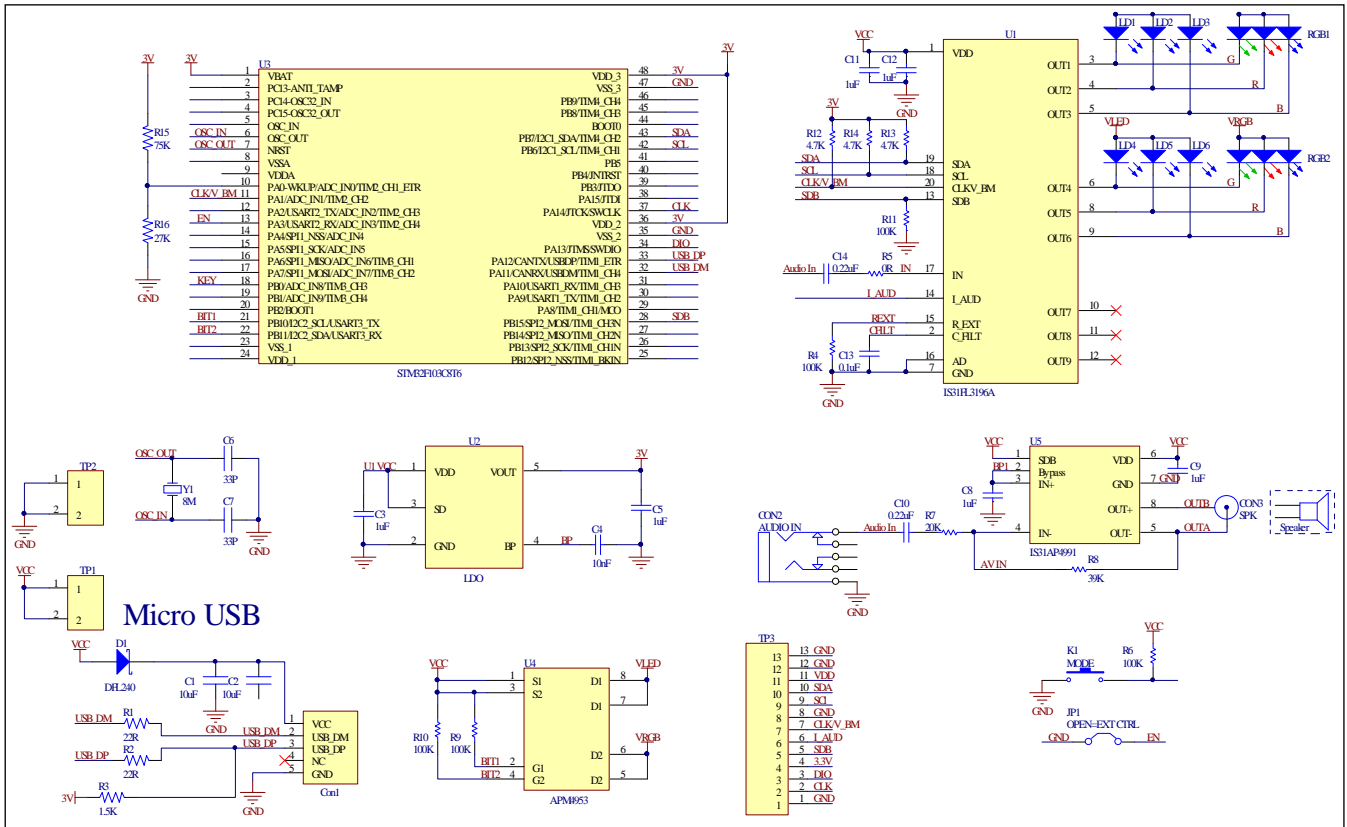 3V
3V
U3
3V
1 VBAT VDD_3 48 3V
2 PC13-ANTI_TAMP VSS_3 47 GND
3 PC14-OSC32_IN PB9/TIM4_CH4 46
4 PC15-OSC32_OUT PB8/TIM4_CH3 45
5 OSC_IN BOOT0 44
OSC_IN 6 OSC_OUT PB7/I2C1_SDA/TIM4_CH2 43 SDA
OSC_OUT 7 NRST PB6/I2C1_SCL/TIM4_CH1 42 SCL
8 VSSA PB5 41
9 VDDA PB4/JNTRST 40
10 PA0-WKUP/ADC_IN0/TIM2_CH1_ETR PB3/JTDO 39
CLK/V_BM 11 PA1/ADC_IN1/TIM2_CH2 PA15/JTDI 38
12 PA2/USART2_TX/ADC_IN2/TIM2_CH3 PA14/JTCK/SWCLK 37 CLK
EN 13 PA3/USART2_RX/ADC_IN3/TIM2_CH4 VDD_2 36 3V
14 PA4/SPI1_NSS/ADC_IN4 VSS_2 35 GND
15 PA5/SPI1_SCK/ADC_IN5 PA13/JTMS/SWDIO 34 DIO
16 PA6/SPI1_MISO/ADC_IN6/TIM3_CH1 PA12/CANTX/USBDP/TIM1_ETR 33 USB_DP
17 PA7/SPI1_MOSI/ADC_IN7/TIM3_CH2 PA11/CANRX/USBDM/TIM1_CH4 32 USB_DM
KEY 18 PB0/ADC_IN8/TIM3_CH3 PA10/USART1_RX/TIM1_CH3 31
19 PB1/ADC_IN9/TIM3_CH4 PA9/USART1_TX/TIM1_CH2 30
20 PB2/BOOT1 PA8/TIM1_CH1/MCO 29
BIT1 21 PB10/I2C2_SCL/USART3_TX PB15/SPI2_MOSI/TIM1_CH3N 28 SDB
BIT2 22 PB11/I2C2_SDA/USART3_RX PB14/SPI2_MISO/TIM1_CH2N 27
23 VSS_1 PB13/SPI2_SCK/TIM1_CH1N 26
24 VDD_1 PB12/SPI2_NSS/TIM1_BKIN 25
STM32F103C8T6
R15
75K
R16
27K
GND
U1
VCC
C11
1uF
C12
1uF
GND
1 VDD
3V
R12
4.7K
R14
4.7K
R13
4.7K
SDA 19 SDA
SCL 18 SCL
CLK/V_BM 20 CLKV_BM
SDB 13 SDB
R11
100K
GND
Audio In
C14
0.22uF
R5
0R
IN 17 IN
I_AUD 14 I_AUD
REXT 15 R_EXT
CFILT 2 C_FILT
16 AD
7 GND
R4
100K
C13
0.1uF
GND
IS31FL3196A
OUT1 3 G
OUT2 4 R
OUT3 5 B
OUT4 6 G
OUT5 8 R
OUT6 9 B
OUT7 10
OUT8 11
OUT9 12
LD1
LD2
LD3
RGB1
VLED
VRGB
LD4
LD5
LD6
RGB2
TP2
1 1
2 2
GND
OSC_OUT
C6
33P
Y1
8M
OSC_IN
C7
33P
GND
U2
U1 VCC
1 VDD VOUT 5
3 SD
2 GND BP 4
LDO
C3
1uF
GND
BP
C4
10nF
3V
C5
1uF
GND
U5
VCC
1 SDB VDD 6
BP1 2 Bypass GND 7 GND
3 IN+ OUT+ 8 OUTB
4 IN- OUT- 5 OUTA
IS31AP4991
VCC
C9
1uF
C8
1uF
GND
CON2
AUDIO IN
Audio In
C10
0.22uF
R7
20K
GND
AVIN
R8
39K
CON3
SPK
Speaker
VCC
TP1
1 1
2 2
Micro USB
VCC
D1
DFL240
C1
10uF
C2
10uF
GND
USB_DM
R1
22R
USB_DM
USB_DP
R2
22R
USB_DP
3V
R3
1.5K
1 VCC
2 USB_DM
3 USB_DP
4 NC
5 GND
Con1
GND
U4
VCC
1 S1 D1 8
3 S2 D1 7
D2 6
BIT1 2 G1
BIT2 4 G2 D2 5
R10
100K
R9
100K
APM4953
VLED
VRGB
TP3
13 13 GND
12 12 GND
11 11 VDD
10 10 SDA
9 9 SCL
8 8 GND
7 7 CLK/V_BM
6 6 I_AUD
5 5 SDB
4 4 3.3V
3 3 DIO
2 2 CLK
1 1 GND
K1
MODE
GND
VCC
R6
100K
JP1
OPEN=EXT CTRL
GND
EN